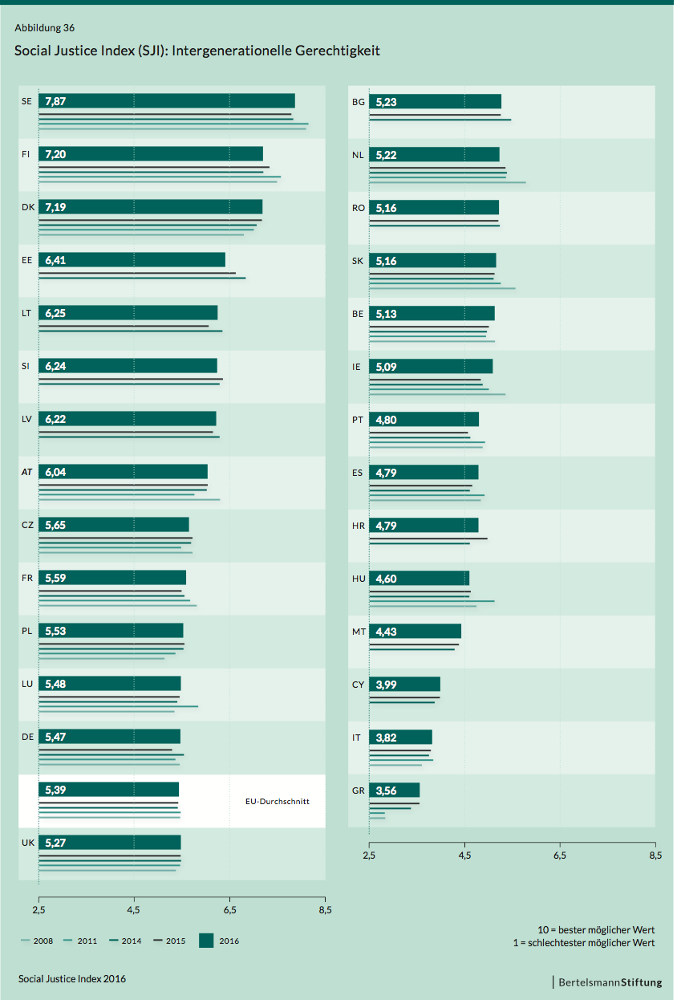 Abbildung 36
Social Justice Index (SJI): Intergenerationelle Gerechtigkeit
SE 7,87
FI 7,20
DK 7,19
EE 6,41
LT 6,25
SI 6,24
LV 6,22
AT 6,04
CZ 5,65
FR 5,59
PL 5,53
LU 5,48
DE 5,47
5,39 EU-Durchschnitt
UK 5,27
2,5 4,5 6,5 8,5
BG 5,23
NL 5,22
RO 5,16
SK 5,16
BE 5,13
IE 5,09
PT 4,80
ES 4,79
HR 4,79
HU 4,60
MT 4,43
CY 3,99
IT 3,82
GR 3,56
2,5 4,5 6,5 8,5
2008 2011 2014 2015 2016
10 = bester möglicher Wert
1 = schlechtester möglicher Wert
Social Justice Index 2016
BertelsmannStiftung